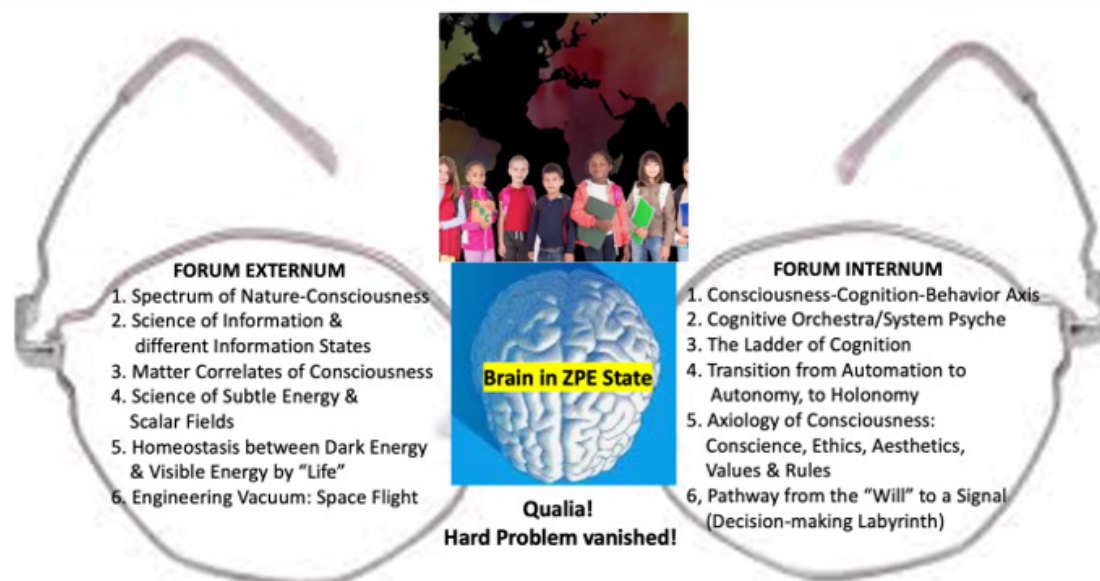 FORUM EXTERNUM
1. Spectrum of Nature-Consciousness
2. Science of Information &
different Information States
3. Matter Correlates of Consciousness
4. Science of Subtle Energy &
Scalar Fields
5. Homeostasis between Dark Energy
& Visible Energy by “Life”
6. Engineering Vacuum: Space Flight
Brain in ZPE State
Qualia!
Hard Problem vanished!
FORUM INTERNUM
1. Consciousness-Cognition-Behavior Axis
2. Cognitive Orchestra/System Psyche
3. The Ladder of Cognition
4. Transition from Automation to
Autonomy, to Holonomy
5. Axiology of Consciousness:
Conscience, Ethics, Aesthetics,
Values & Rules
6, Pathway from the “Will” to a Signal
(Decision-making Labyrinth)